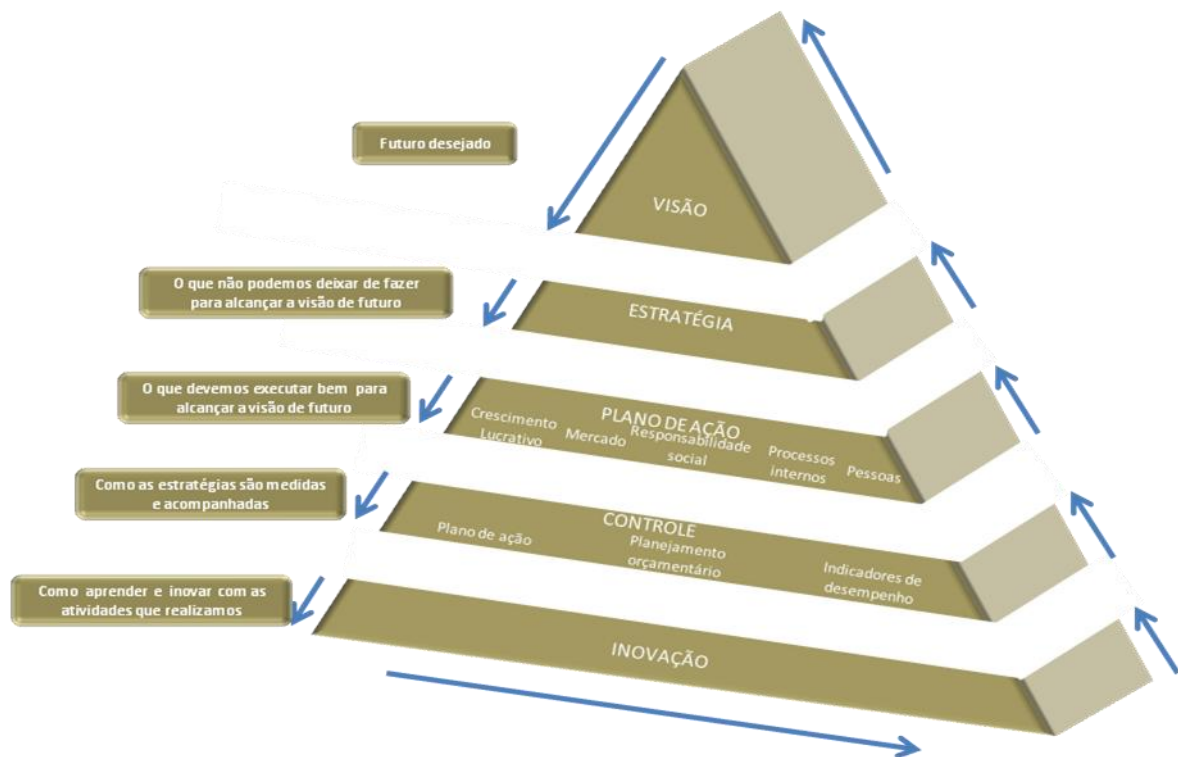 Futuro desejado
VISÃO
O que não podemos deixar de fazer
para alcançar a visão de futuro
ESTRATÉGIA
O que devemos executar bem para
alcançar a visão de futuro
PLANO DE AÇÃO
Crescimento
Lucrativo
Mercado
Responsabilidade
social
Processos
internos
Pessoas
Como as estratégias são medidas
e acompanhadas
CONTROLE
Plano de ação
Planejamento
orçamentário
Indicadores de
desempenho
Como aprender e inovar com as
atividades que realizamos
INOVAÇÃO